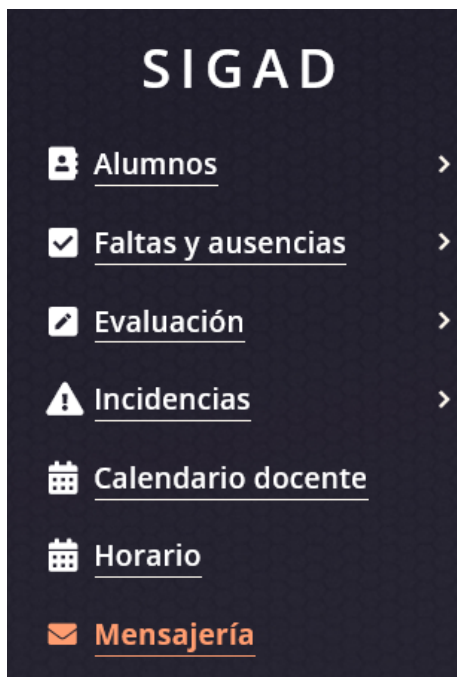 SIGAD
Alumnos
Faltas y ausencias
Evaluación
Incidencias
Calendario docente
Horario
Mensajería